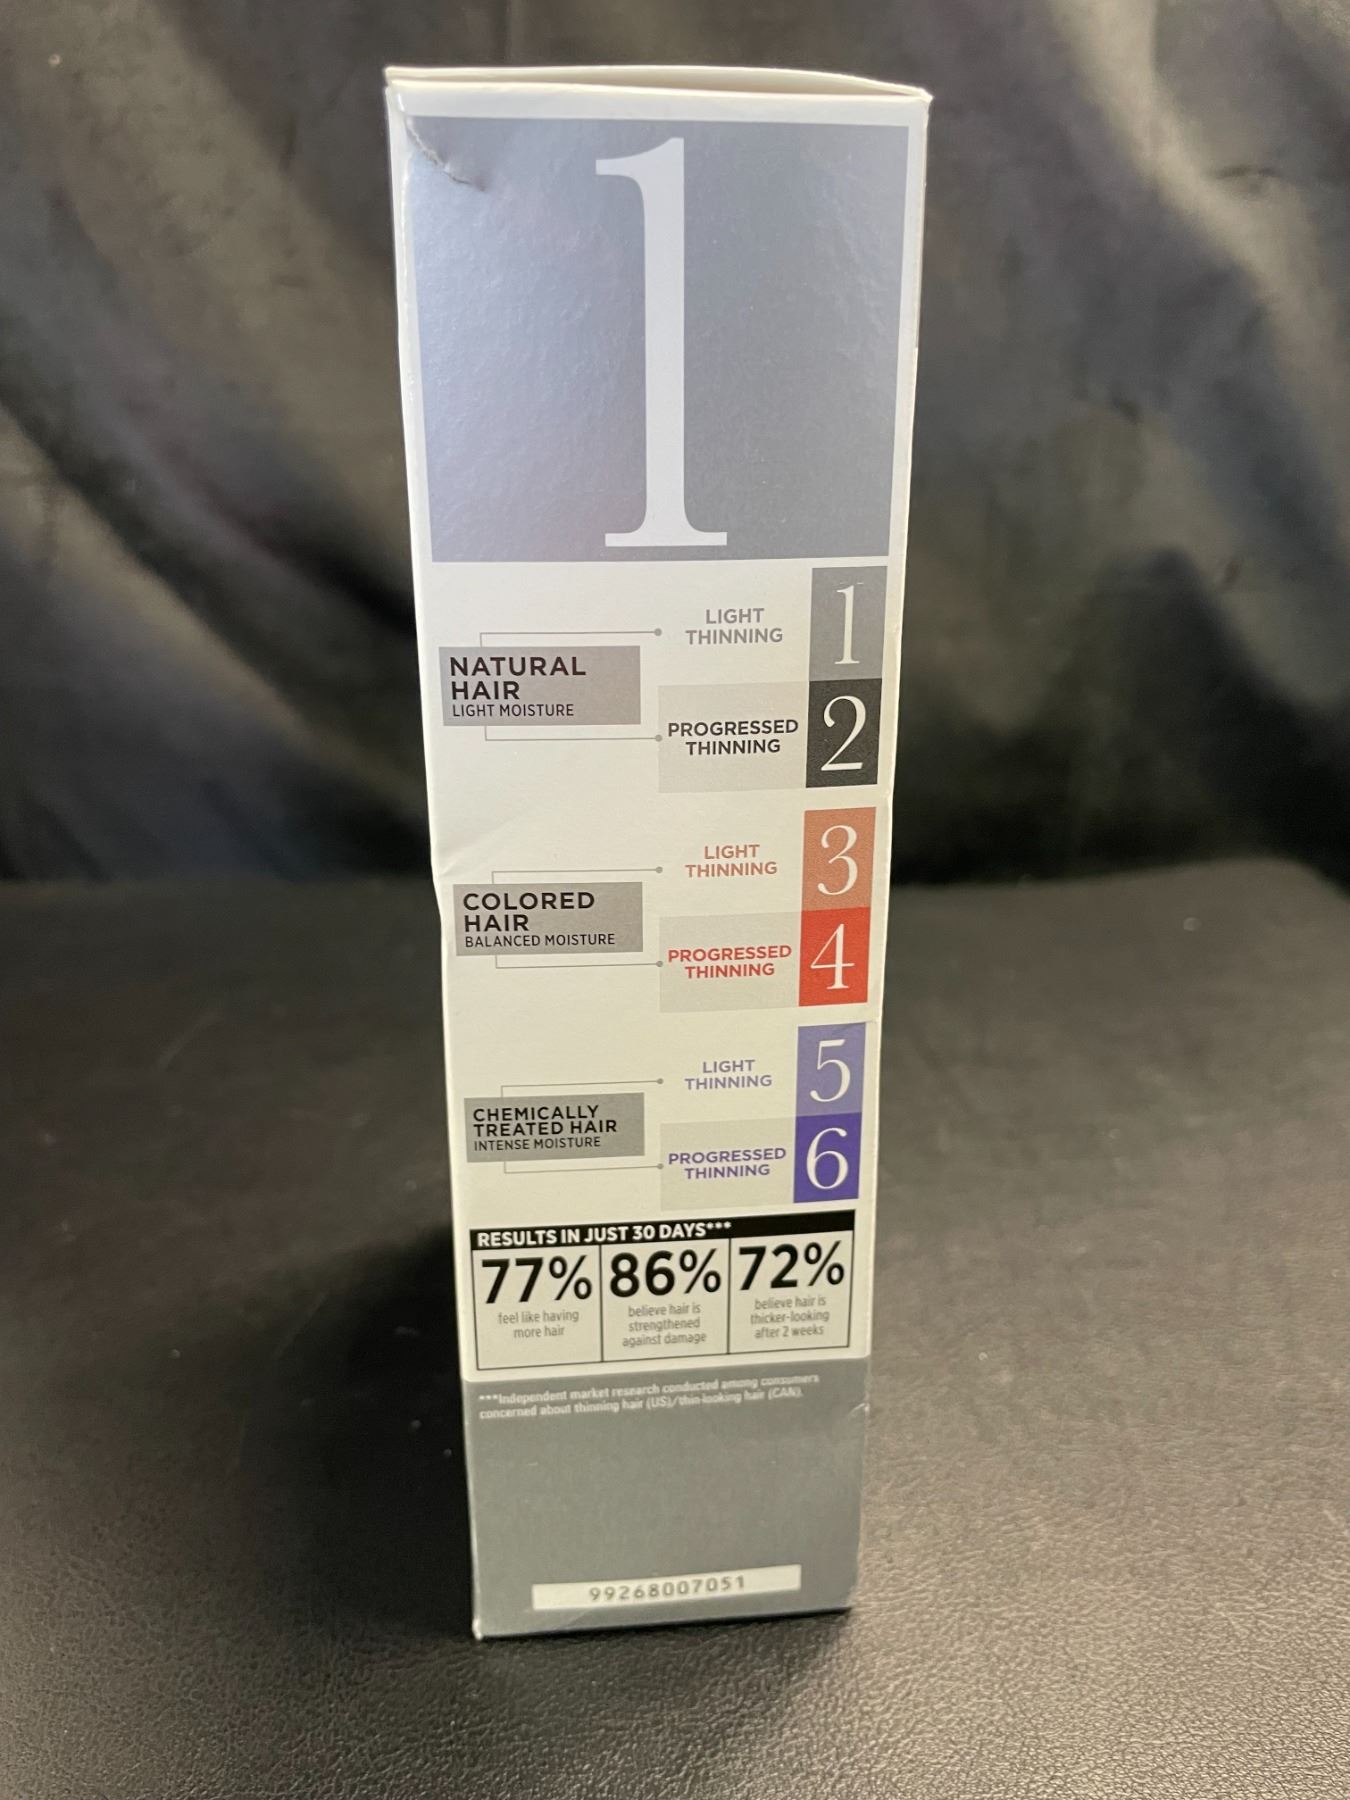 1
LIGHT
THINNING
1
NATURAL
HAIR
LIGHT MOISTURE
PROGRESSED
THINNING
2
LIGHT
THINNING
3
COLORED
HAIR
BALANCED MOISTURE
PROGRESSED
THINNING
4
LIGHT
THINNING
5
CHEMICALLY
TREATED HAIR
INTENSE MOISTURE
PROGRESSED
THINNING
6
RESULTS IN JUST 30 DAYS***
77%
feel like having
more hair
86%
believe hair is
strengthened
against damage
72%
believe hair is
thicker-looking
after 2 weeks
***Independent market research conducted among consumers
concerned about thinning hair (US)/thin-looking hair (CAN).
99268007051